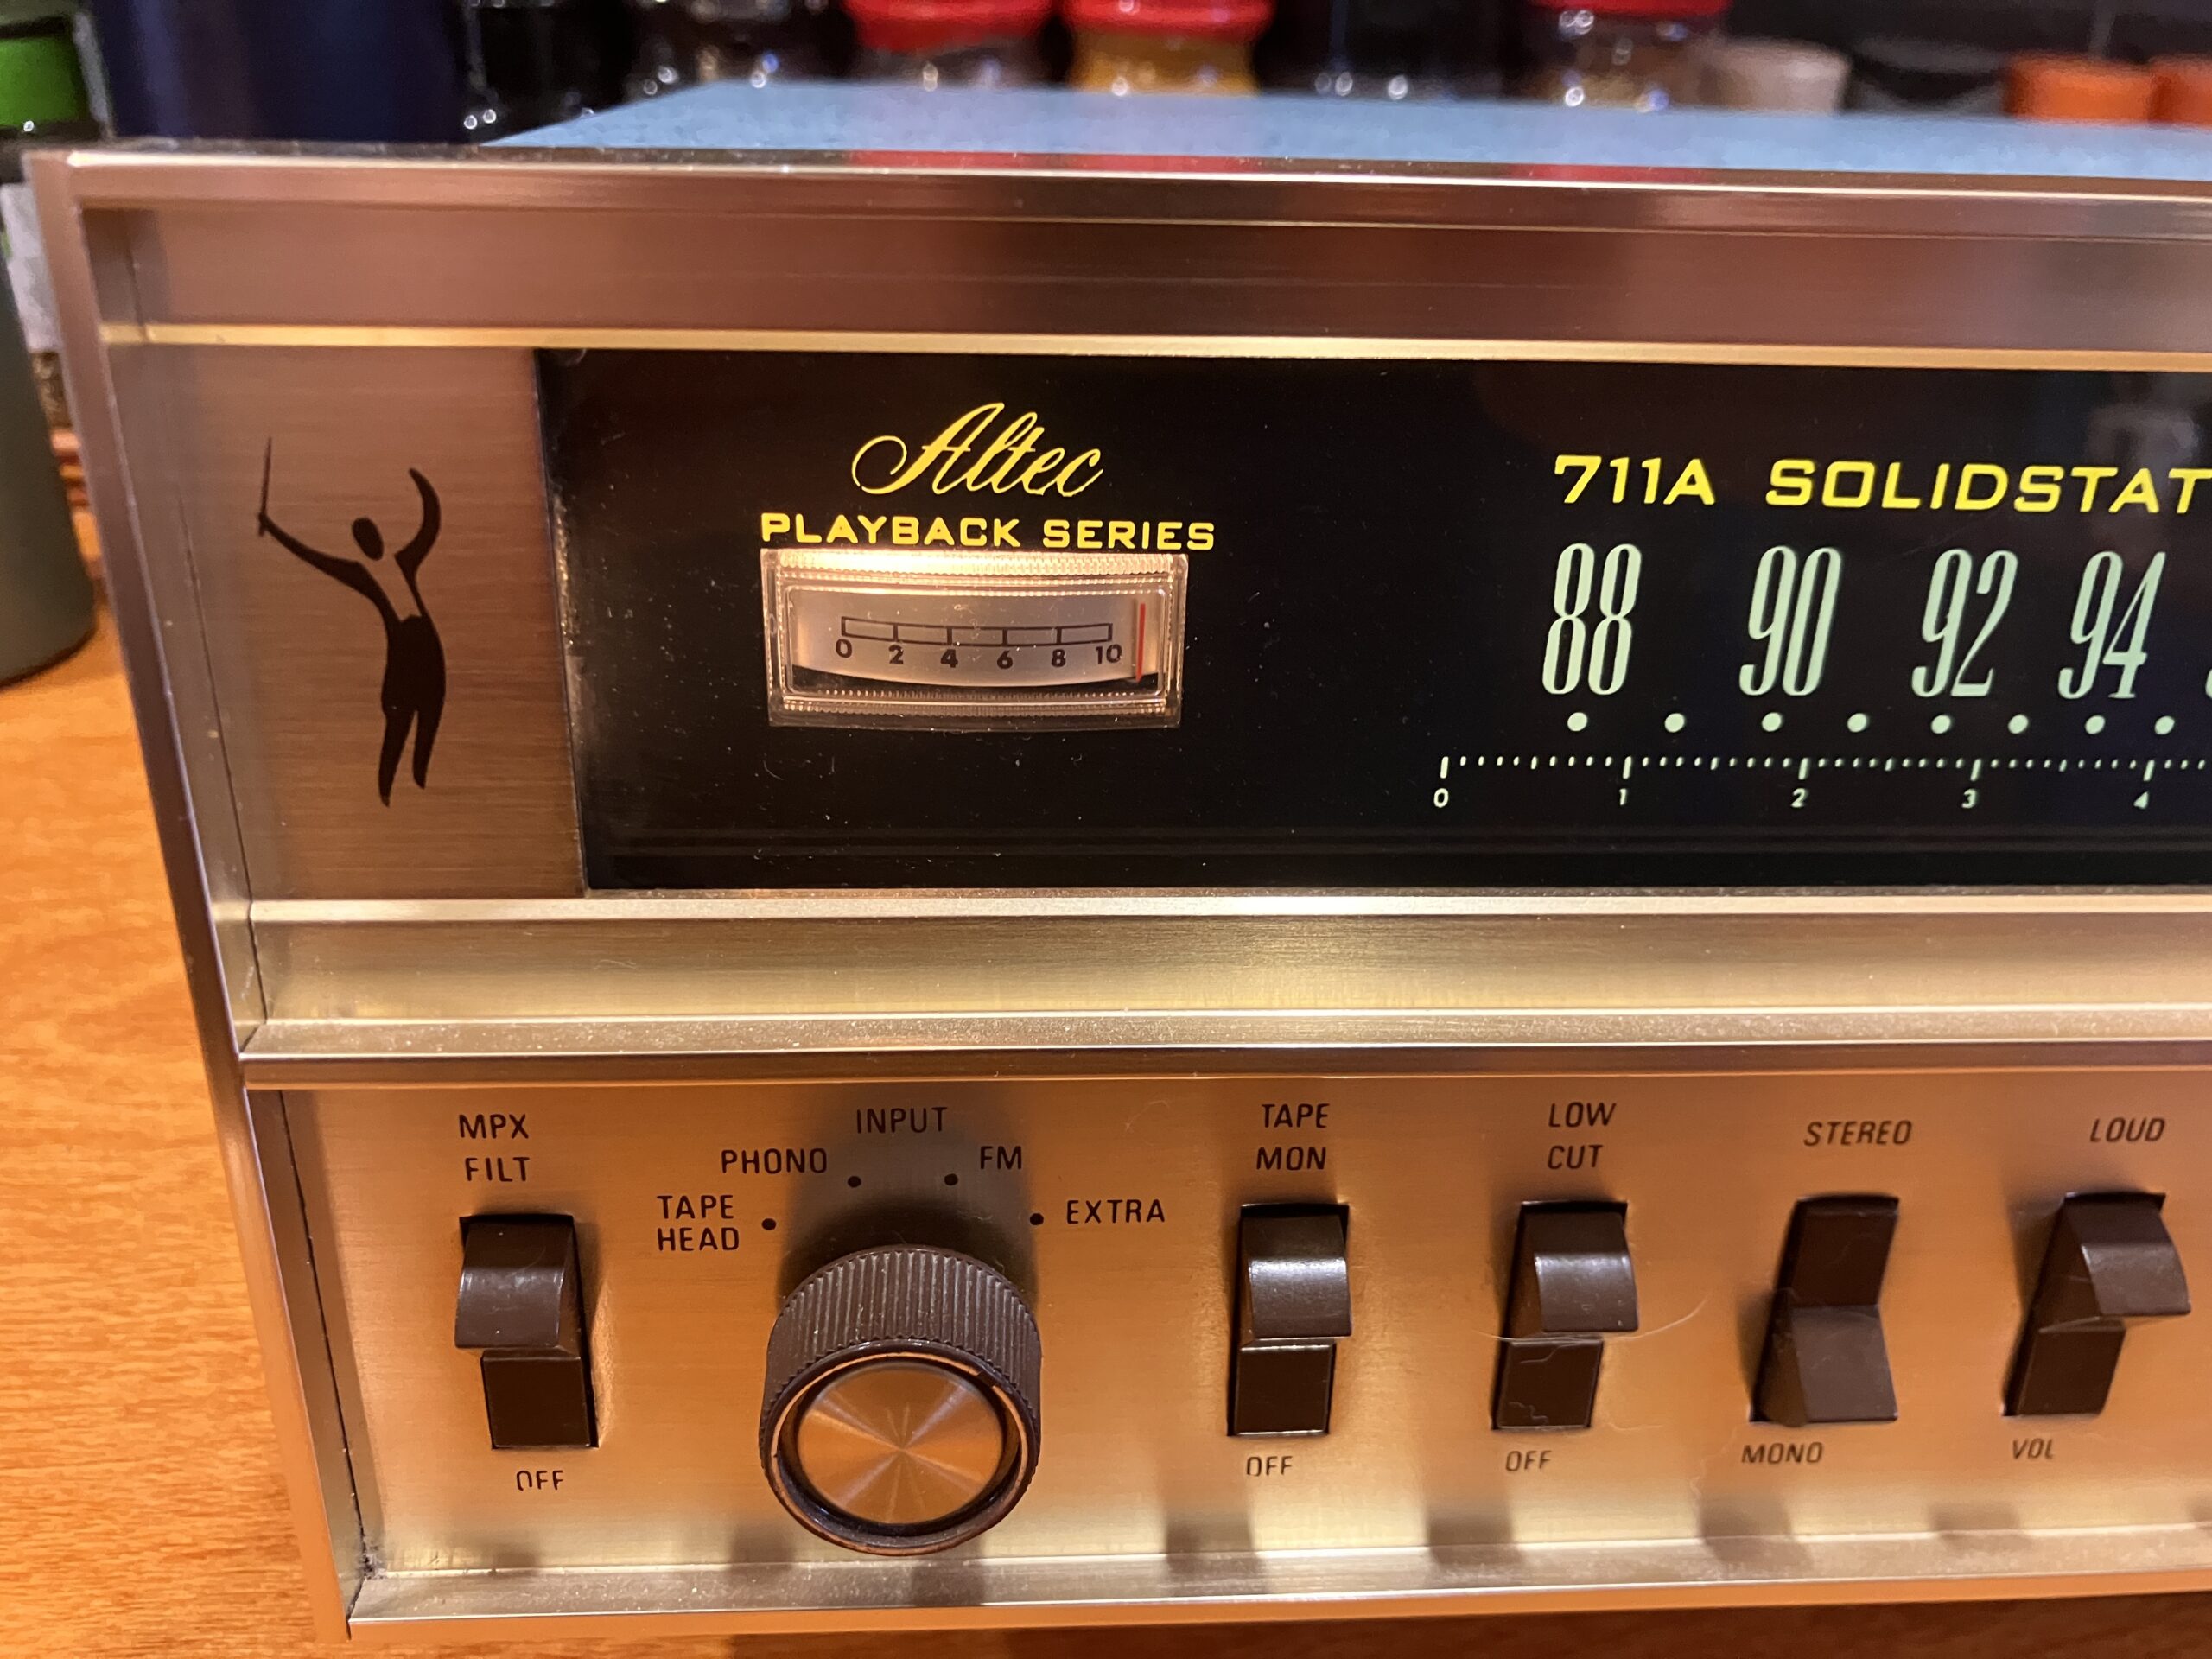 Altec
PLAYBACK SERIES
0 2 4 6 8 10
711A SOLIDSTAT
88 90 92 94
0 1 2 3 4
MPX
FILT
OFF
INPUT
PHONO FM
TAPE
HEAD
EXTRA
TAPE
MON
OFF
LOW
CUT
OFF
STEREO
MONO
LOUD
VOL